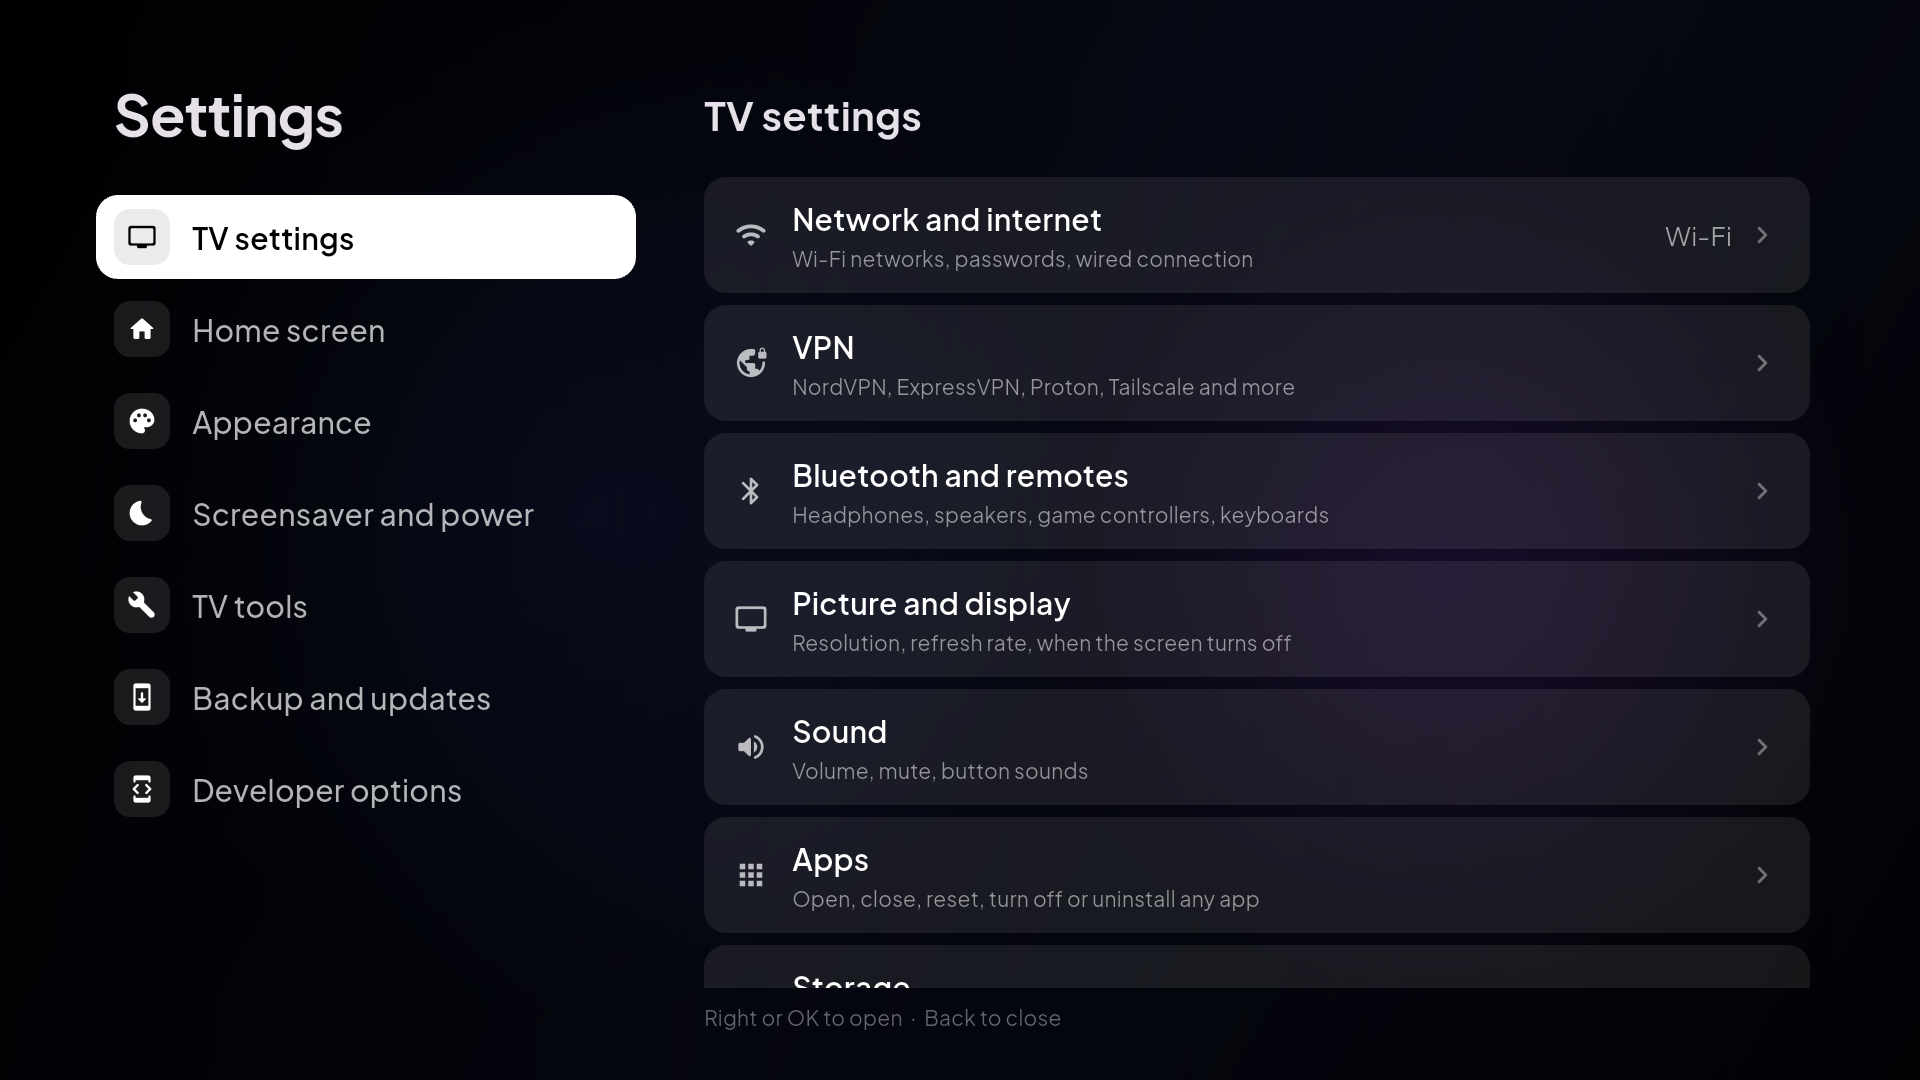 Settings
TV settings
Home screen
Appearance
Screensaver and power
TV tools
Backup and updates
Developer options
TV settings
Network and internet
Wi-Fi networks, passwords, wired connection
Wi-Fi
VPN
NordVPN, ExpressVPN, Proton, Tailscale and more
Bluetooth and remotes
Headphones, speakers, game controllers, keyboards
Picture and display
Resolution, refresh rate, when the screen turns off
Sound
Volume, mute, button sounds
Apps
Open, close, reset, turn off or uninstall any app
Storage
Right or OK to open · Back to close